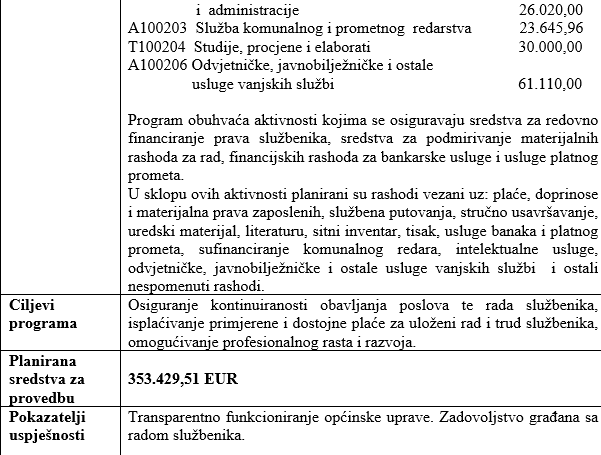 i administracije 26.020,00
A100203 Služba komunalnog i prometnog redarstva 23.645,96
T100204 Studije, procjene i elaborati 30.000,00
A100206 Odvjetničke, javnobilježničke i ostale
usluge vanjskih službi 61.110,00
Program obuhvaća aktivnosti kojima se osiguravaju sredstva za redovno
financiranje prava službenika, sredstva za podmirivanje materijalnih
rashoda za rad, financijskih rashoda za bankarske usluge i usluge platnog
prometa.
U sklopu ovih aktivnosti planirani su rashodi vezani uz: plaće, doprinose
i materijalna prava zaposlenih, službena putovanja, stručno usavršavanje,
uredski materijal, literaturu, sitni inventar, tisak, usluge banaka i platnog
prometa, sufinanciranje komunalnog redara, intelektualne usluge,
odvjetničke, javnobilježničke i ostale usluge vanjskih službi i ostali
nespomenuti rashodi.
Ciljevi
programa
Osiguranje kontinuiranosti obavljanja poslova te rada službenika,
isplaćivanje primjerene i dostojne plaće za uloženi rad i trud službenika,
omogućivanje profesionalnog rasta i razvoja.
Planirana
sredstva za
provedbu
353.429,51 EUR
Pokazatelji
uspješnosti
Transparentno funkcioniranje općinske uprave. Zadovoljstvo građana sa
radom službenika.